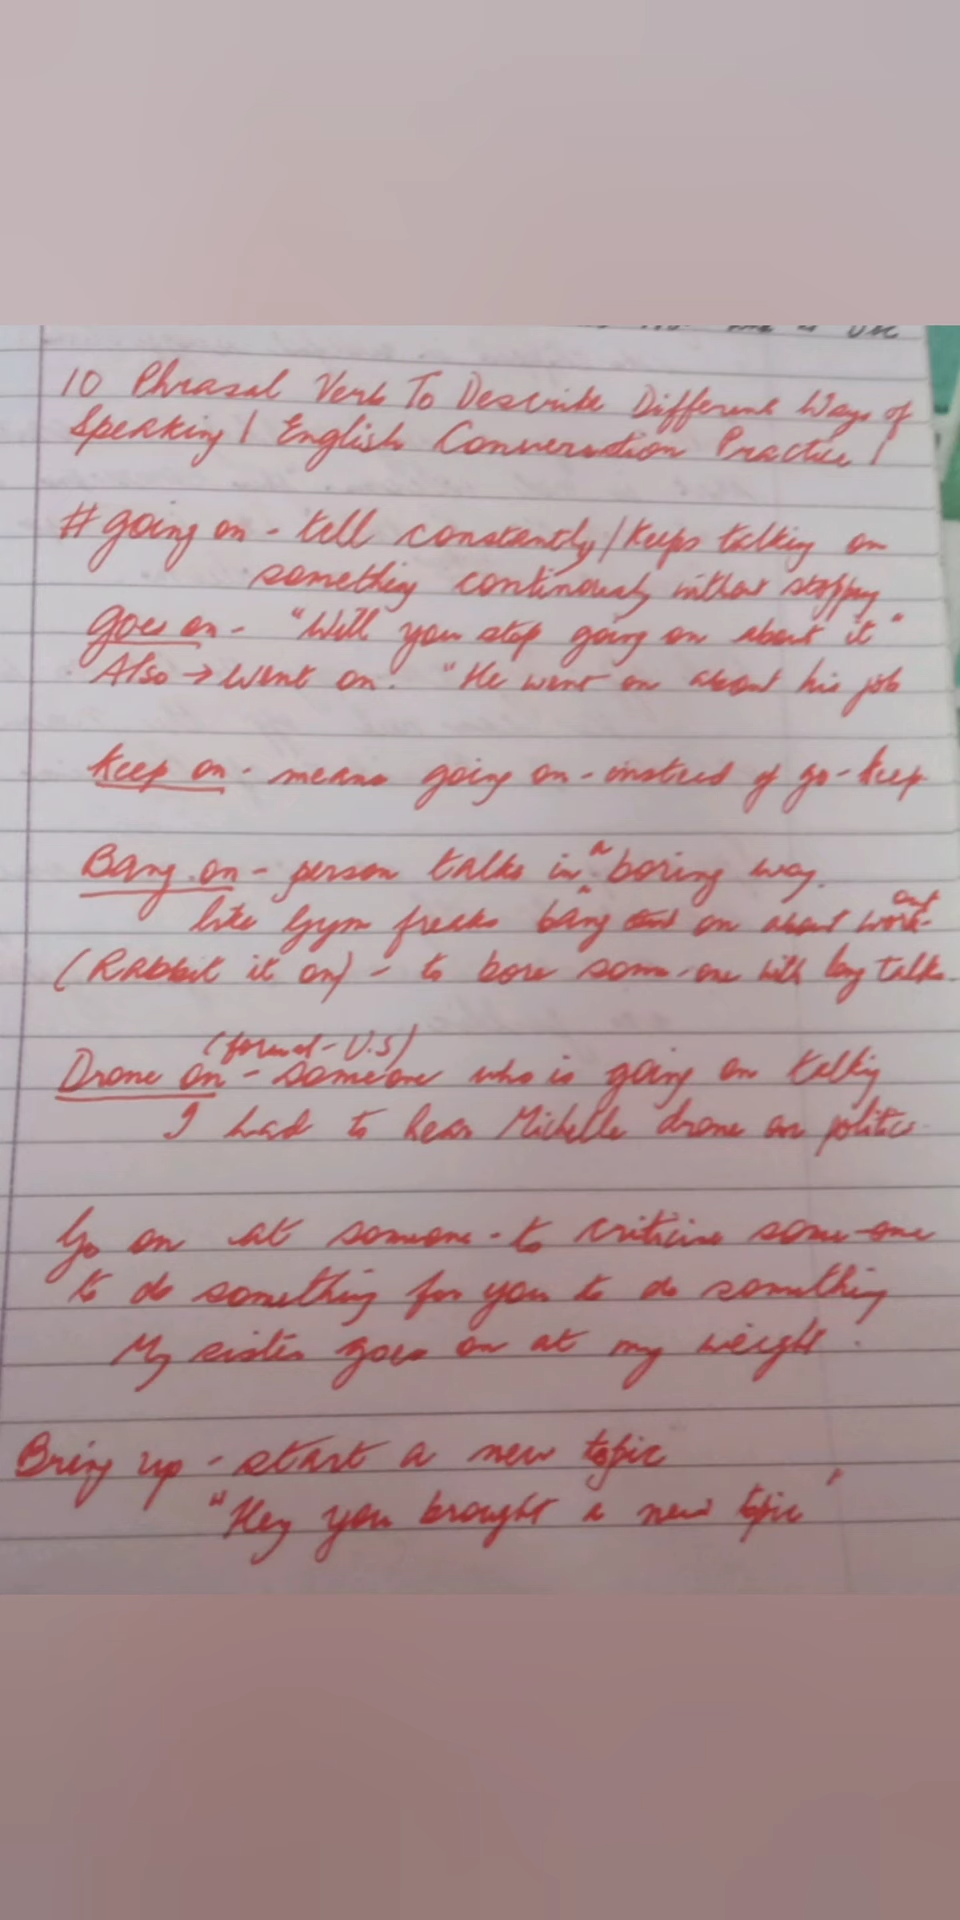 10 Phrasal Verb To Describe Different Ways of
Speaking | English Conversation Practice |
# going on - tell constantly / keeps talking on
something continously without stopping
goes on - "Will you stop going on about it"
Also → Went on. "He went on about his job
Keep on - means going on - instead of go - keep
Bang on - person talks in a boring way.
like Gym freaks bang on about work-out
(Rabbit it on) - to bore some-one with long talks.
(formal - U.S)
Drone on - someone who is going on talking
I had to hear Michelle drone on politics.
Go on at someone - to criticise some-one
to do something for you to do something
My sister goes on at my weight.
Bring up - start a new topic
"Hey you brought a new topic"